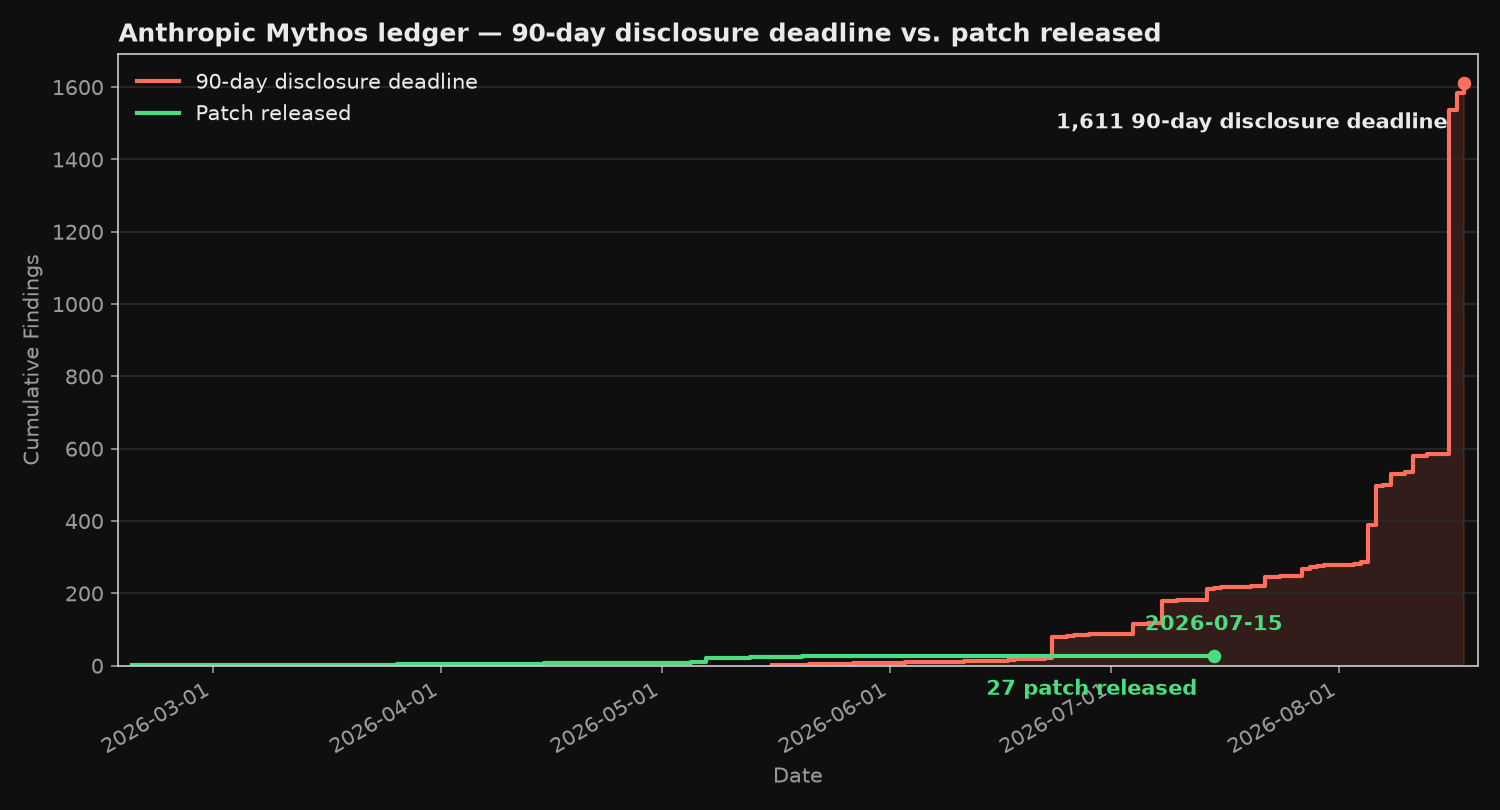 Anthropic Mythos ledger — 90-day disclosure deadline vs. patch released
90-day disclosure deadline
Patch released
1,611 90-day disclosure deadline
2026-07-15
27 patch released
Cumulative Findings
1600
1400
1200
1000
800
600
400
200
0
2026-03-01
2026-04-01
2026-05-01
2026-06-01
2026-07-01
2026-08-01
Date